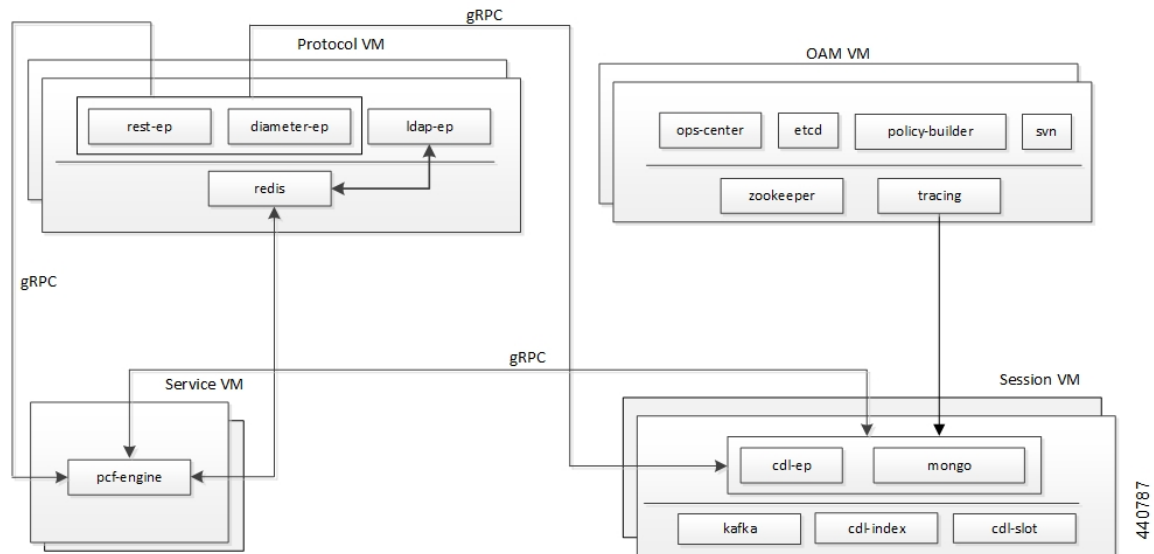 gRPC
Protocol VM
OAM VM
rest-ep
diameter-ep
ldap-ep
redis
ops-center
etcd
policy-builder
svn
zookeeper
tracing
gRPC
gRPC
Service VM
Session VM
pcf-engine
cdl-ep
mongo
kafka
cdl-index
cdl-slot
440787